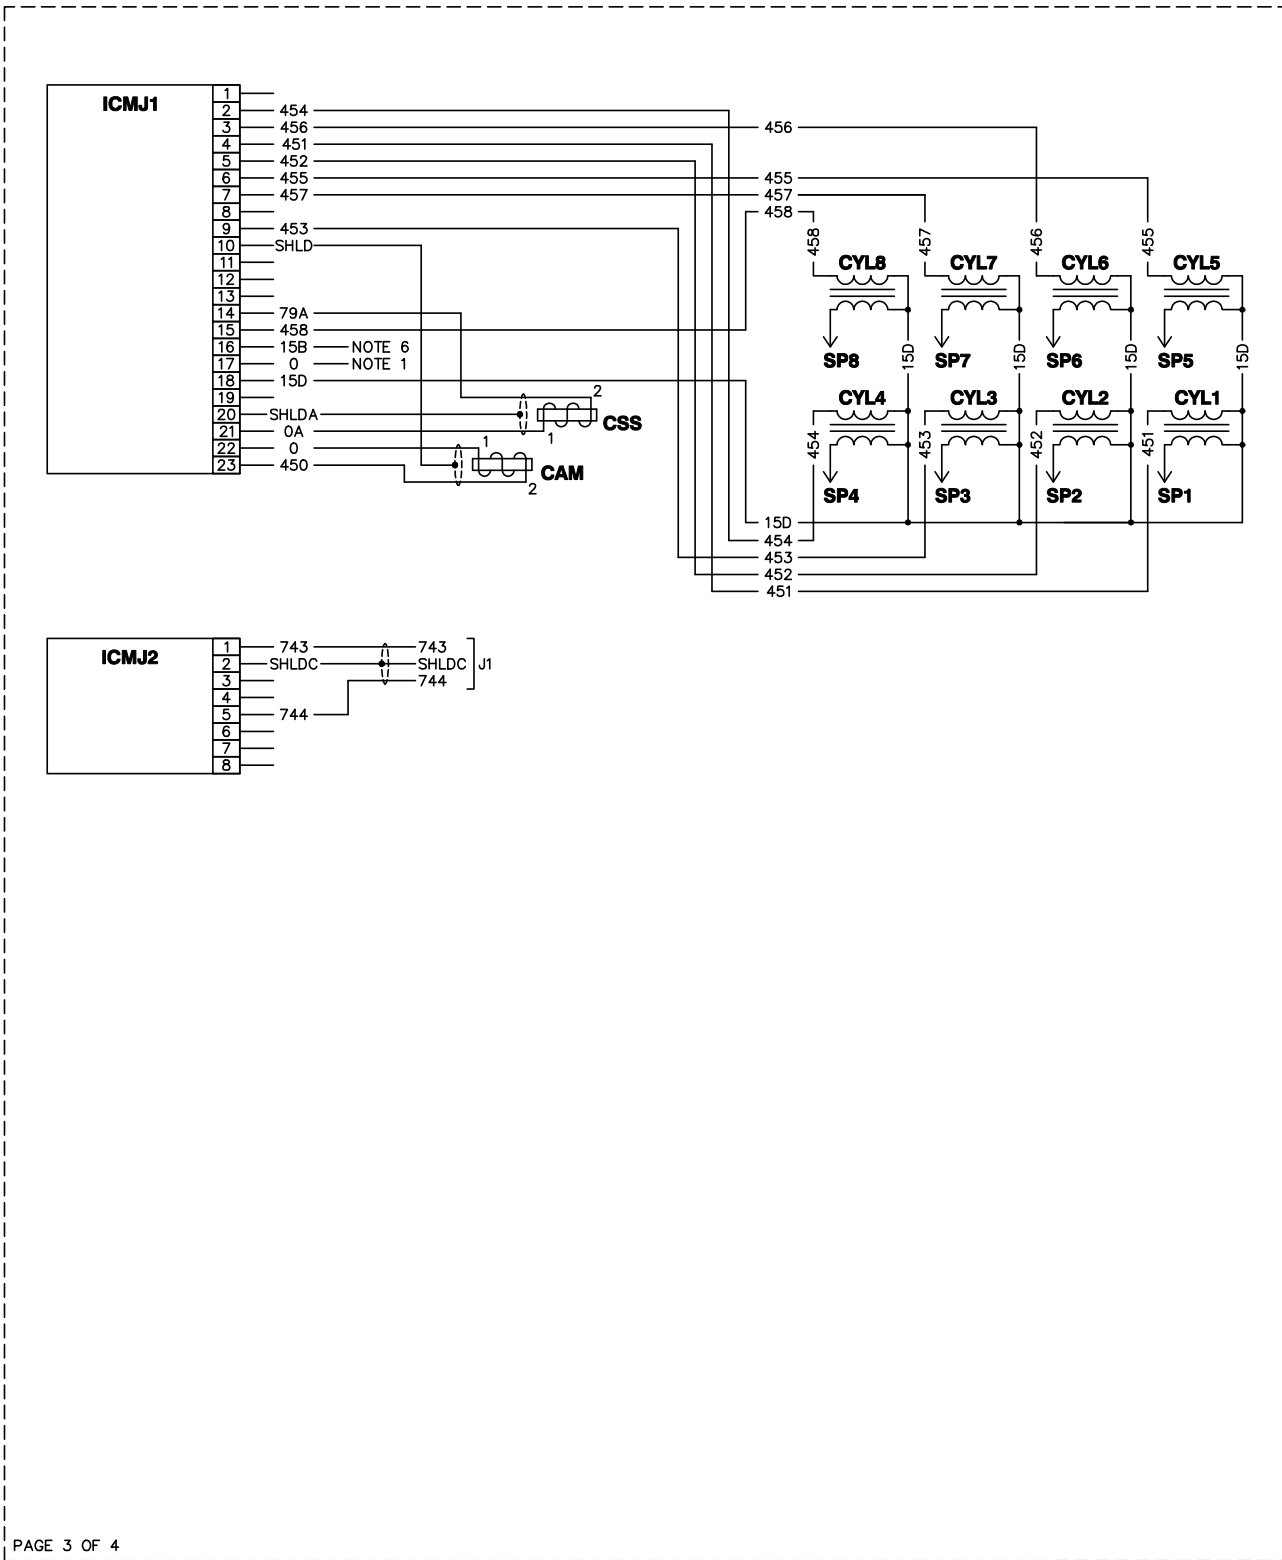 ICMJ1
1
2 454
3 456 456
4 451
5 452
6 455 455
7 457 457
8 458
9 453
10 SHLD
11
12
13
14 79A
15 458
16 15B NOTE 6
17 0 NOTE 1
18 15D
19
20 SHLDA
21 0A
22 0
23 450
2
CSS
1
1
CAM
2
458 457 456 455
CYL8 CYL7 CYL6 CYL5
SP8 SP7 SP6 SP5
15D 15D 15D 15D
CYL4 CYL3 CYL2 CYL1
454 453 452 451
SP4 SP3 SP2 SP1
15D
454
453
452
451
ICMJ2
1 743 743
2 SHLDC SHLDC J1
3 744
4
5 744
6
7
8
PAGE 3 OF 4